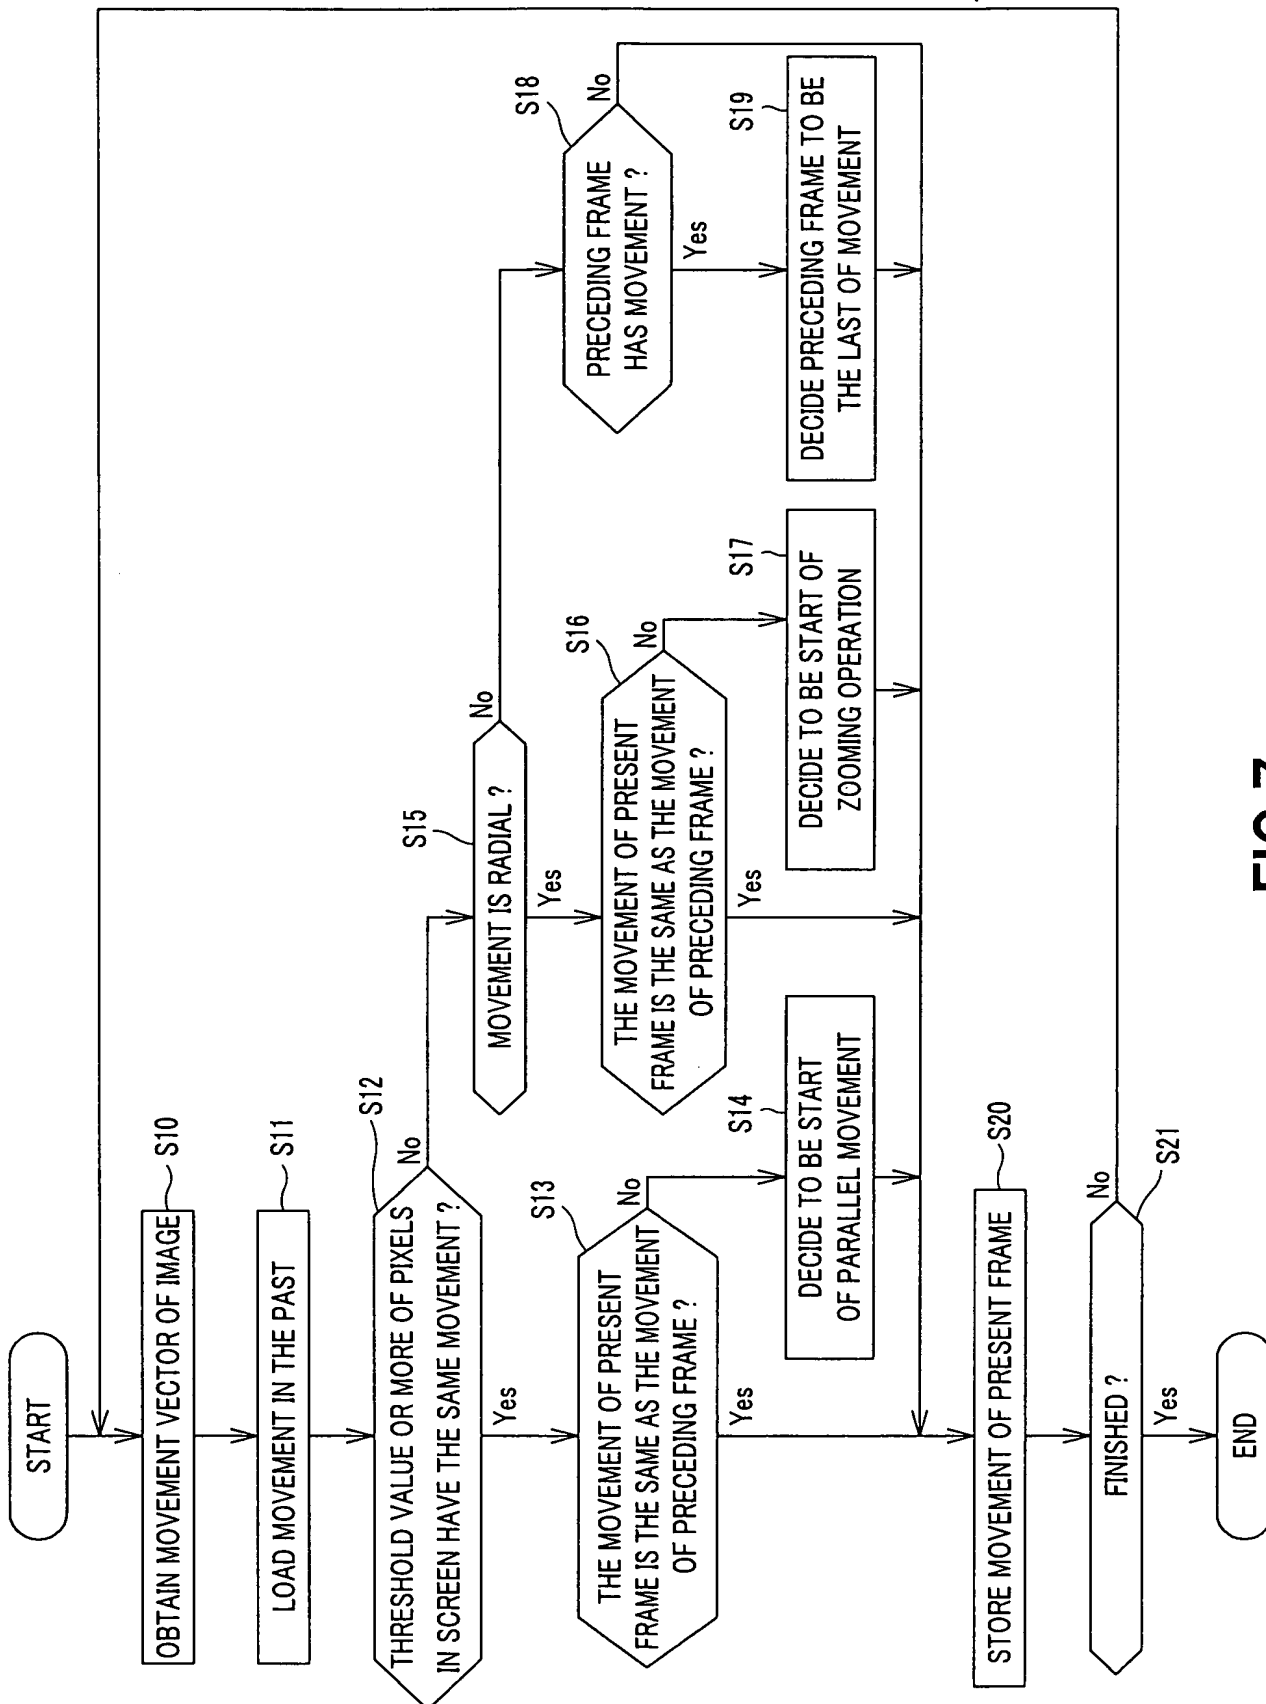 START
OBTAIN MOVEMENT VECTOR OF IMAGE
S10
LOAD MOVEMENT IN THE PAST
S11
THRESHOLD VALUE OR MORE OF PIXELS
IN SCREEN HAVE THE SAME MOVEMENT ?
S12
No
Yes
THE MOVEMENT OF PRESENT
FRAME IS THE SAME AS THE MOVEMENT
OF PRECEDING FRAME ?
S13
No
Yes
DECIDE TO BE START
OF PARALLEL MOVEMENT
S14
MOVEMENT IS RADIAL ?
S15
No
Yes
THE MOVEMENT OF PRESENT
FRAME IS THE SAME AS THE MOVEMENT
OF PRECEDING FRAME ?
S16
No
Yes
DECIDE TO BE START OF
ZOOMING OPERATION
S17
PRECEDING FRAME
HAS MOVEMENT ?
S18
No
Yes
DECIDE PRECEDING FRAME TO BE
THE LAST OF MOVEMENT
S19
STORE MOVEMENT OF PRESENT FRAME
S20
FINISHED ?
S21
No
Yes
END